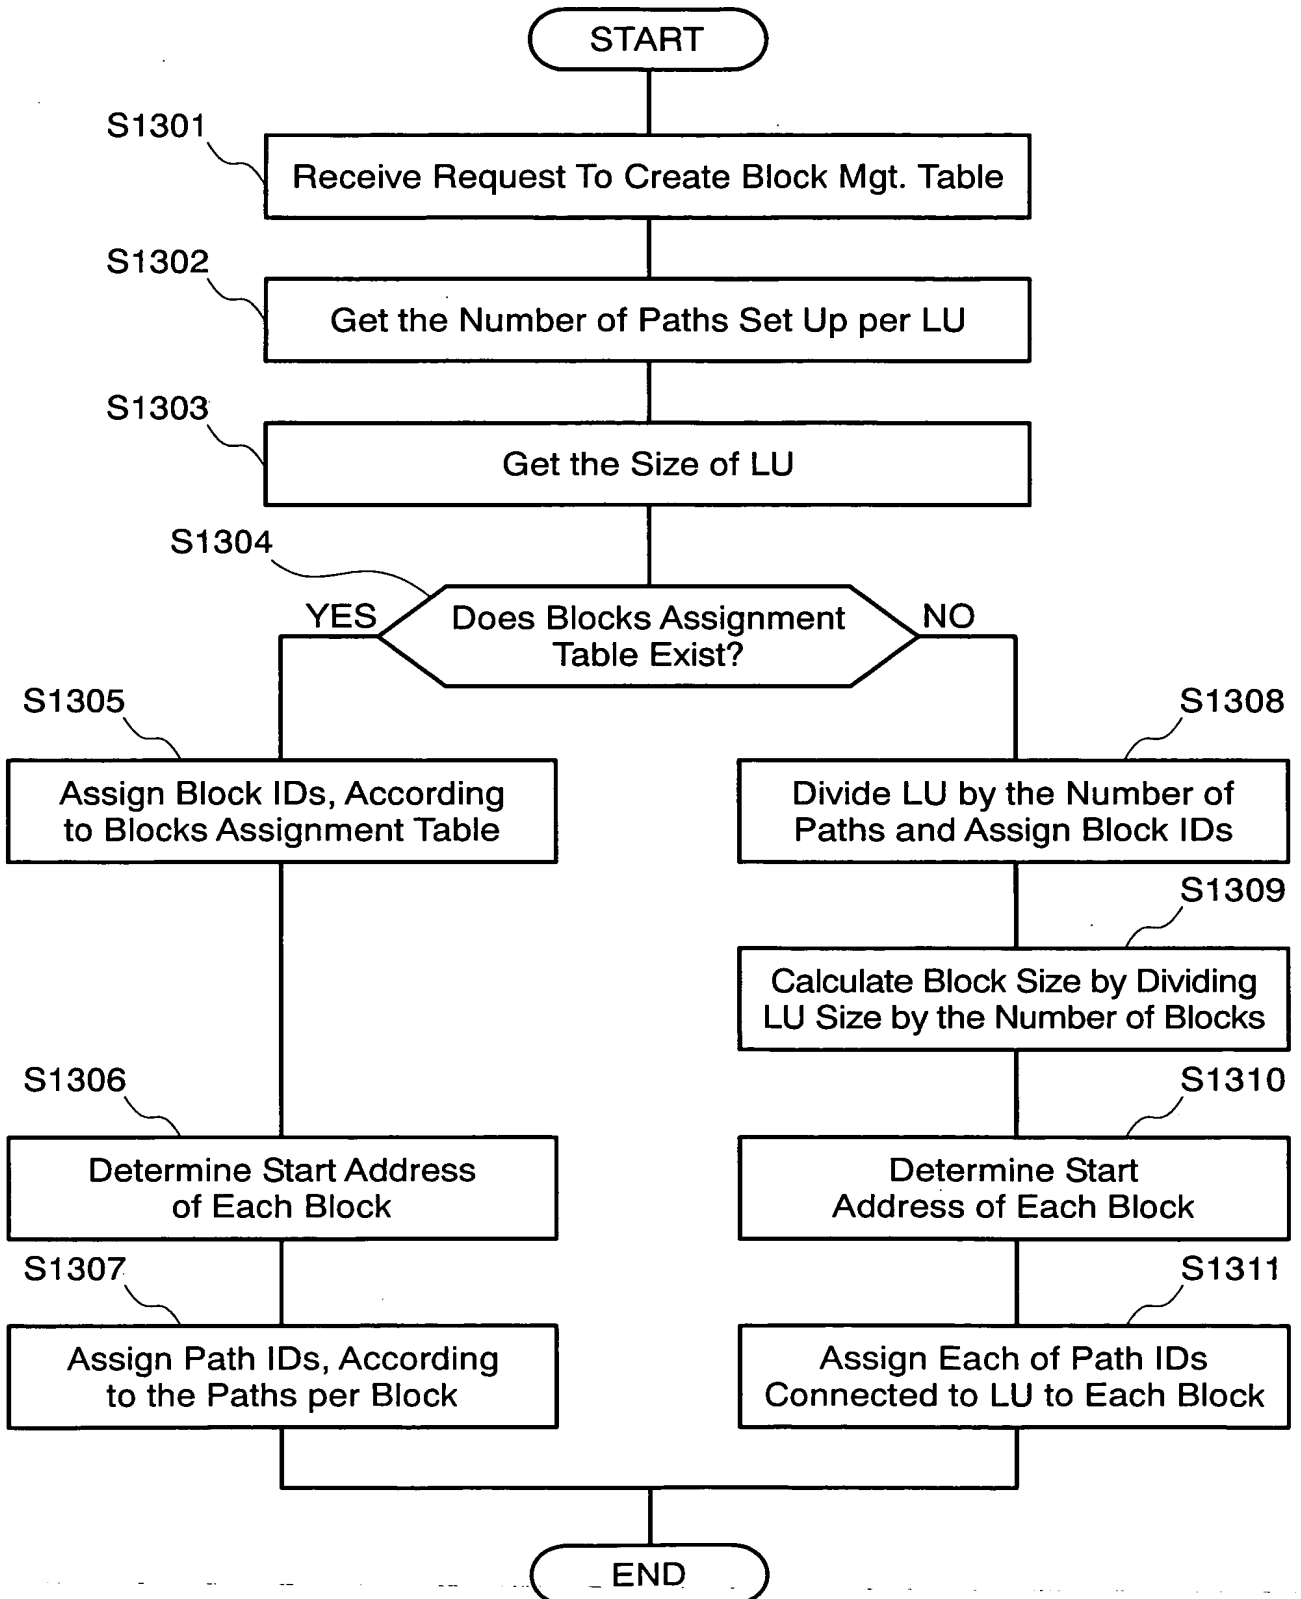 START
S1301
Receive Request To Create Block Mgt. Table
S1302
Get the Number of Paths Set Up per LU
S1303
Get the Size of LU
S1304
YES
Does Blocks Assignment
Table Exist?
NO
S1305
Assign Block IDs, According
to Blocks Assignment Table
S1308
Divide LU by the Number of
Paths and Assign Block IDs
S1309
Calculate Block Size by Dividing
LU Size by the Number of Blocks
S1306
Determine Start Address
of Each Block
S1310
Determine Start
Address of Each Block
S1307
Assign Path IDs, According
to the Paths per Block
S1311
Assign Each of Path IDs
Connected to LU to Each Block
END